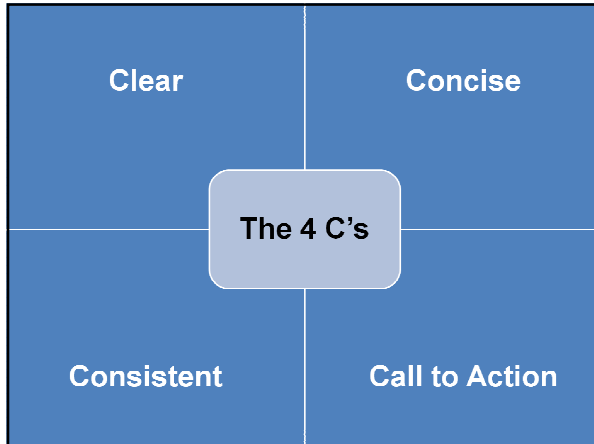 Clear
Concise
The 4 C’s
Consistent
Call to Action